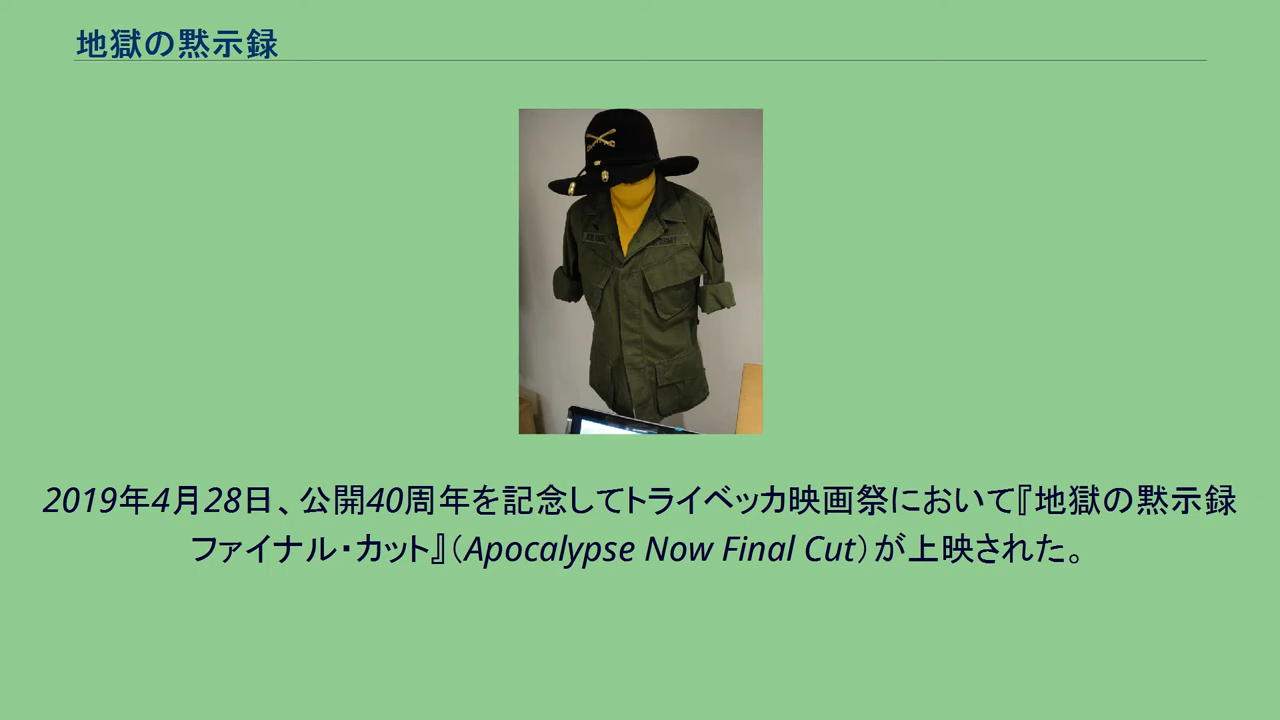 地獄の黙示録
2019年4月28日、公開40周年を記念してトライベッカ映画祭において『地獄の黙示録
ファイナル・カット』（Apocalypse Now Final Cut）が上映された。